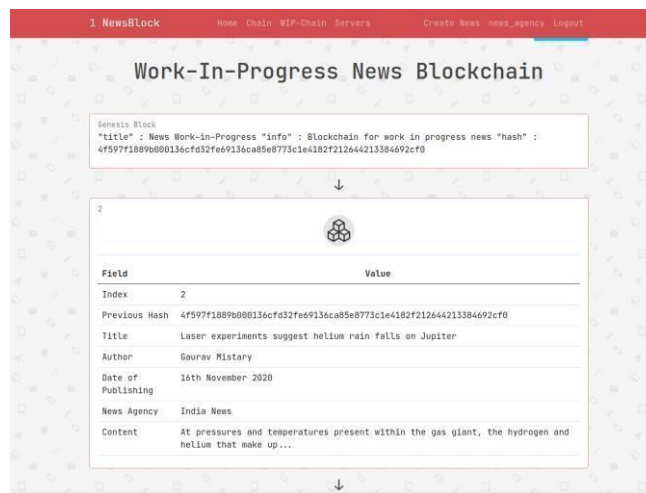 1 NewsBlock Home Chain WIP-Chain Servers Create News news_agency Logout
Work-In-Progress News Blockchain
Genesis Block
"title" : News Work-in-Progress "info" : Blockchain for work in progress news "hash" :
4f597f1889b000136cfd32fe69136ca85e8773c1e4182f212644213384692cf0
2
Field Value
Index 2
Previous Hash 4f597f1889b000136cfd32fe69136ca85e8773c1e4182f212644213384692cf0
Title Laser experiments suggest helium rain falls on Jupiter
Author Gaurav Mistary
Date of
Publishing 16th November 2020
News Agency India News
Content At pressures and temperatures present within the gas giant, the hydrogen and
helium that make up...